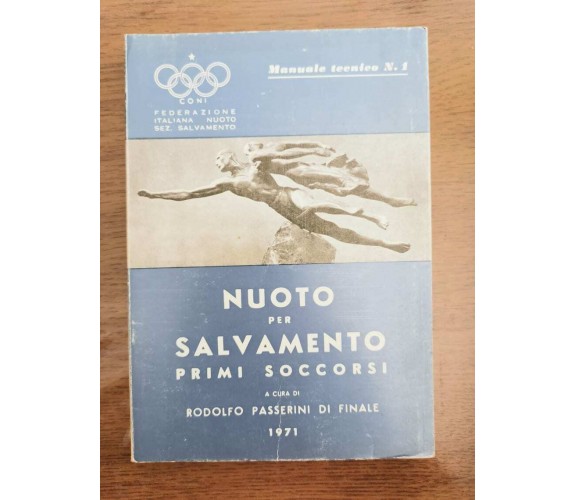 Manuale tecnico N. 1
CONI
FEDERAZIONE
ITALIANA NUOTO
SEZ. SALVAMENTO
NUOTO
PER
SALVAMENTO
PRIMI SOCCORSI
A CURA DI
RODOLFO PASSERINI DI FINALE
1971